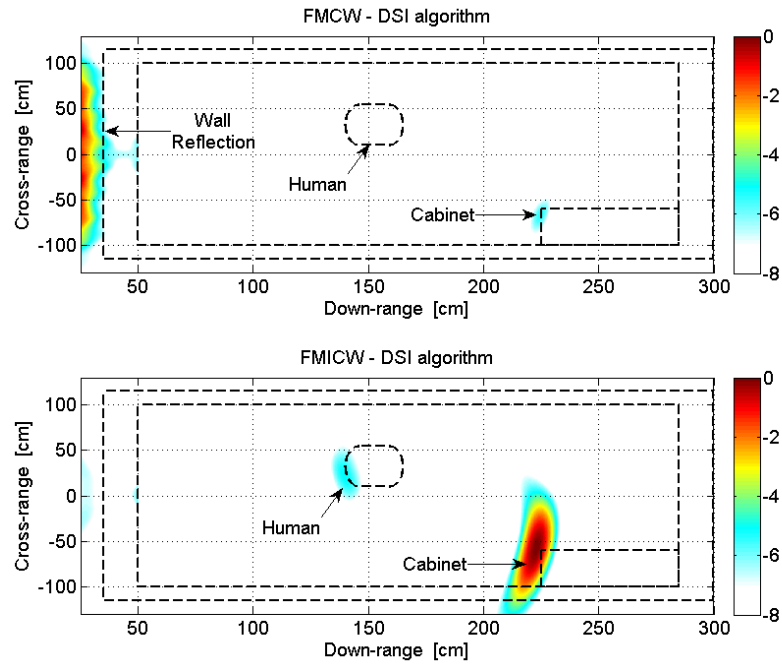 FMCW - DSI algorithm
Cross-range [cm]
100
50
0
-50
-100
Wall
Reflection
Human
Cabinet
50
100
150
200
250
300
Down-range [cm]
0
-2
-4
-6
-8
FMICW - DSI algorithm
Cross-range [cm]
100
50
0
-50
-100
Human
Cabinet
50
100
150
200
250
300
Down-range [cm]
0
-2
-4
-6
-8